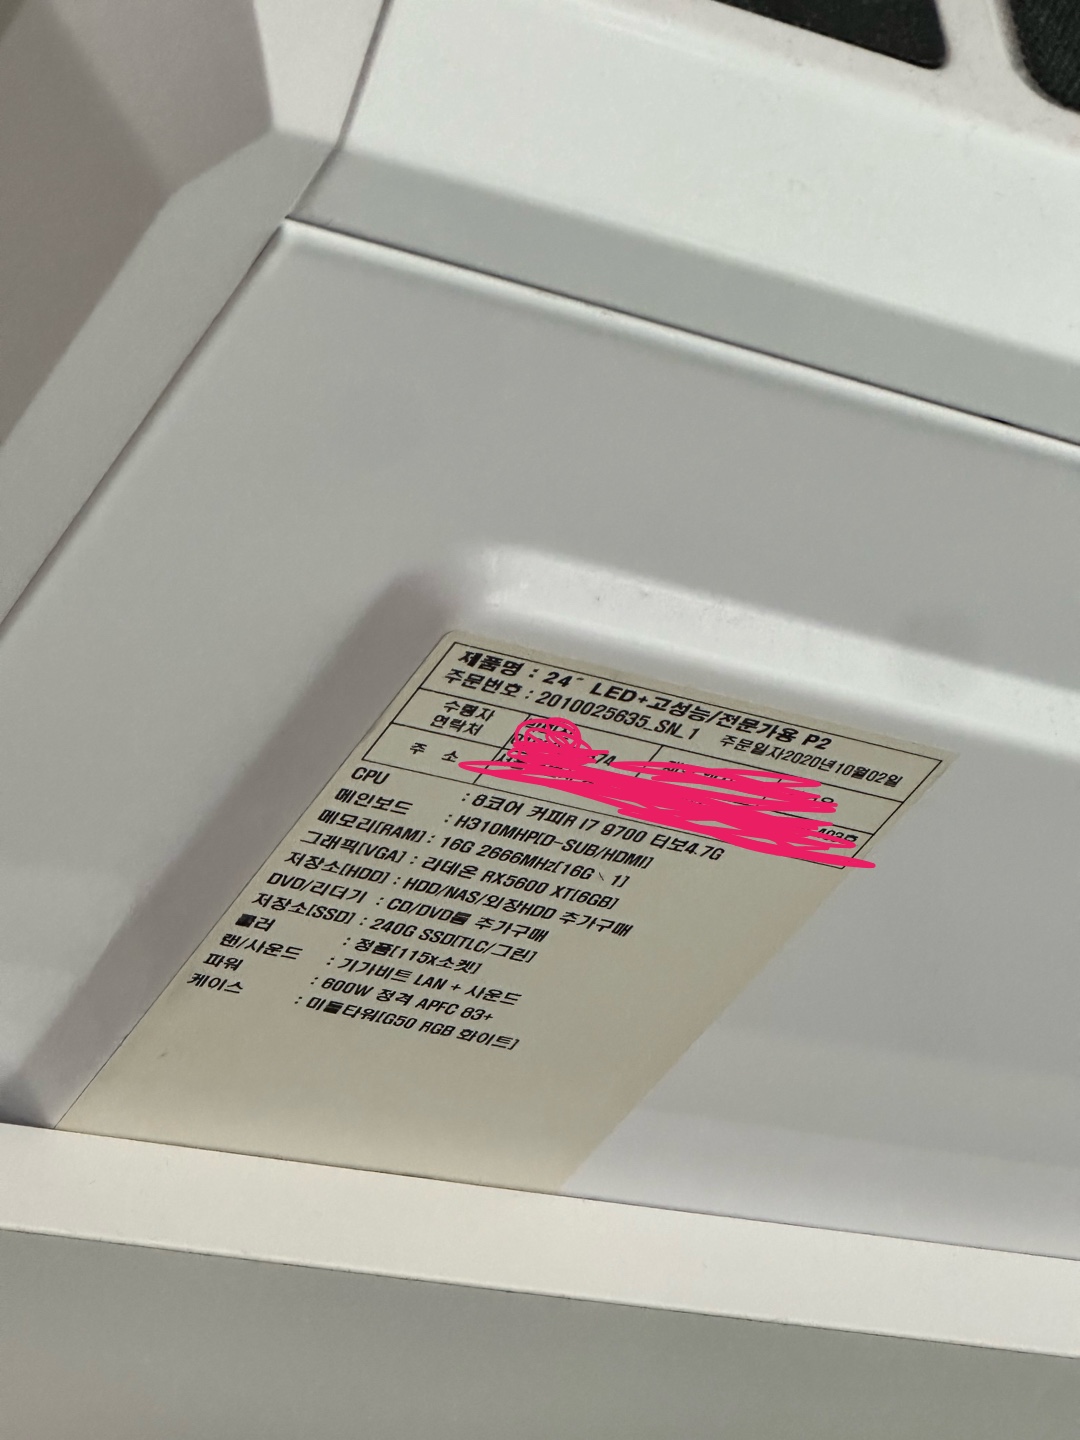 제품명 : 24" LED+고성능/전문가용 P2
주문번호 : 2010025635_SN_1 주문일자2020년10월02일
수령자
연락처
주 소
CPU : 8코어 커피R I7 9700 터보4.7G
메인보드 : H310MHP[D-SUB/HDMI]
메모리[RAM] : 16G 2666MHz[16G×1]
그래픽[VGA] : 라데온 RX5600 XT[6GB]
저장소[HDD] : HDD/NAS/외장HDD 추가구매
DVD/리더기 : CD/DVD롬 추가구매
저장소[SSD] : 240G SSD[TLC/그린]
쿨러 : 정품[115x소켓]
랜/사운드 : 기가비트 LAN + 사운드
파워 : 600W 정격 APFC 83+
케이스 : 미들타워[G50 RGB 화이트]